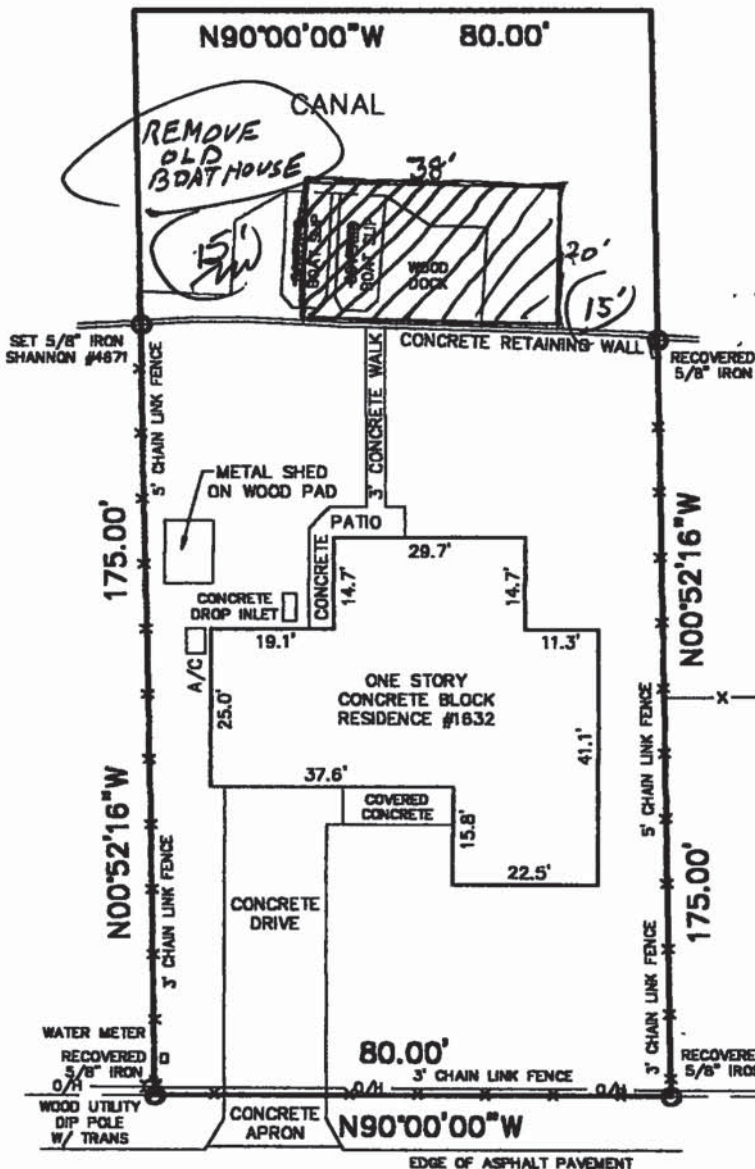 N90°00'00"W 80.00'
CANAL
REMOVE
OLD
BOAT HOUSE
38'
15'
BOAT SLIP
BOAT SLIP
WOOD
DOCK
20'
15'
SET 5/8" IRON
SHANNON #4671
CONCRETE RETAINING WALL
RECOVERED
5/8" IRON
5' CHAIN LINK FENCE
3' CONCRETE WALK
METAL SHED
ON WOOD PAD
PATIO
CONCRETE
175.00'
29.7'
14.7'
14.7'
N00°52'16"W
CONCRETE
DROP INLET
19.1'
11.3'
A/C
25.0'
ONE STORY
CONCRETE BLOCK
RESIDENCE #1632
41.1'
37.6'
COVERED
CONCRETE
15.8'
5' CHAIN LINK FENCE
22.5'
N00°52'16"W
3' CHAIN LINK FENCE
CONCRETE
DRIVE
175.00'
3' CHAIN LINK FENCE
WATER METER
RECOVERED
5/8" IRON
80.00'
3' CHAIN LINK FENCE
RECOVERE
5/8" IRO
O/H
O/H
O/H
WOOD UTILITY
DIP POLE
W/ TRANS
CONCRETE
APRON
N90°00'00"W
EDGE OF ASPHALT PAVEMENT